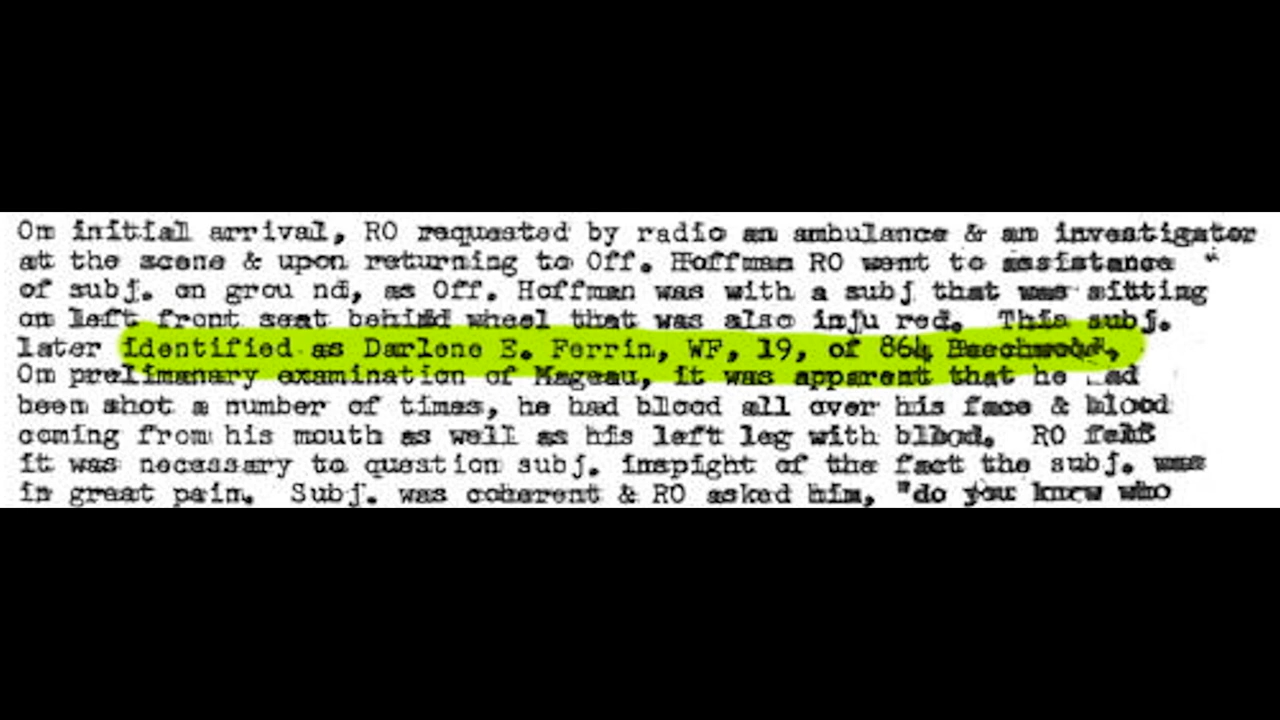 On initial arrival, RO requested by radio an ambulance & an investigator
at the scene & upon returning to Off. Hoffman RO went to assistance "
of subj. on grou nd, as Off. Hoffman was with a subj that was sitting
on left front seat behind wheel that was also inju red. This subj.
later identified as Darlene E. Ferrin, WF, 19, of 864 Beechwood,
On prelimanary examination of Mageau, it was apparent that he ad
been shot a number of times, he had blood all over his face & blood
coming from his mouth as well as his left leg with blood. RO felt
it was necessary to question subj. inspight of the fact the subj. was
in great pain. Subj. was coherent & RO asked him, "do you know who